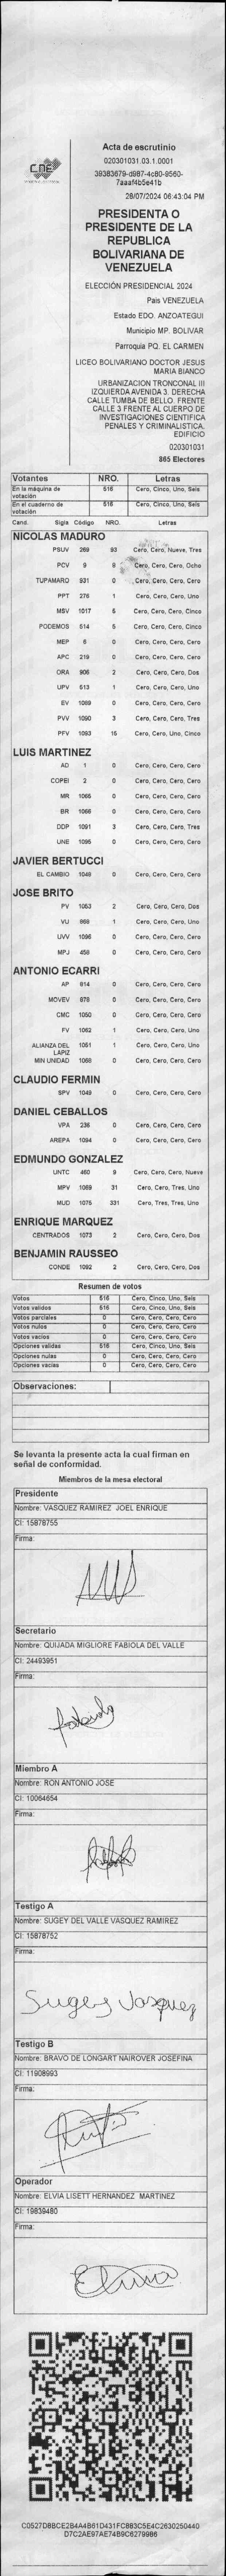 CNE
Acta de escrutinio
020301031.03.1.0001
39383679-d987-4c80-9560-
7aaaf4b5e41b
28/07/2024 06:43:04 PM
PRESIDENTA O
PRESIDENTE DE LA
REPUBLICA
BOLIVARIANA DE
VENEZUELA
ELECCIÓN PRESIDENCIAL 2024
País VENEZUELA
Estado EDO. ANZOATEGUI
Municipio MP. BOLIVAR
Parroquia PQ. EL CARMEN
LICEO BOLIVARIANO DOCTOR JESUS
MARIA BIANCO
URBANIZACION TRONCONAL III
IZQUIERDA AVENIDA 3. DERECHA
CALLE TUMBA DE BELLO. FRENTE
CALLE 3 FRENTE AL CUERPO DE
INVESTIGACIONES CIENTIFICA
PENALES Y CRIMINALISTICA.
EDIFICIO
020301031
865 Electores
Votantes NRO. Letras
En la máquina de votación 516 Cero, Cinco, Uno, Seis
En el cuaderno de votación 516 Cero, Cinco, Uno, Seis
Cand. Sigla Código NRO. Letras
NICOLAS MADURO
PSUV 269 93 Cero, Cero, Nueve, Tres
PCV 9 8 Cero, Cero, Cero, Ocho
TUPAMARO 931 0 Cero, Cero, Cero, Cero
PPT 276 1 Cero, Cero, Cero, Uno
MSV 1017 5 Cero, Cero, Cero, Cinco
PODEMOS 514 5 Cero, Cero, Cero, Cinco
MEP 6 0 Cero, Cero, Cero, Cero
APC 219 0 Cero, Cero, Cero, Cero
ORA 906 2 Cero, Cero, Cero, Dos
UPV 613 1 Cero, Cero, Cero, Uno
EV 1089 0 Cero, Cero, Cero, Cero
PVV 1090 3 Cero, Cero, Cero, Tres
PFV 1093 15 Cero, Cero, Uno, Cinco
LUIS MARTINEZ
AD 1 0 Cero, Cero, Cero, Cero
COPEI 2 0 Cero, Cero, Cero, Cero
MR 1065 0 Cero, Cero, Cero, Cero
BR 1066 0 Cero, Cero, Cero, Cero
DDP 1091 3 Cero, Cero, Cero, Tres
UNE 1095 0 Cero, Cero, Cero, Cero
JAVIER BERTUCCI
EL CAMBIO 1048 0 Cero, Cero, Cero, Cero
JOSE BRITO
PV 1053 2 Cero, Cero, Cero, Dos
VU 868 1 Cero, Cero, Cero, Uno
UVV 1096 0 Cero, Cero, Cero, Cero
MPJ 458 0 Cero, Cero, Cero, Cero
ANTONIO ECARRI
AP 814 0 Cero, Cero, Cero, Cero
MOVEV 878 0 Cero, Cero, Cero, Cero
CMC 1050 0 Cero, Cero, Cero, Cero
FV 1062 1 Cero, Cero, Cero, Uno
ALIANZA DEL LAPIZ 1051 1 Cero, Cero, Cero, Uno
MIN UNIDAD 1068 0 Cero, Cero, Cero, Cero
CLAUDIO FERMIN
SPV 1049 0 Cero, Cero, Cero, Cero
DANIEL CEBALLOS
VPA 236 0 Cero, Cero, Cero, Cero
AREPA 1094 0 Cero, Cero, Cero, Cero
EDMUNDO GONZALEZ
UNTC 460 9 Cero, Cero, Cero, Nueve
MPV 1069 31 Cero, Cero, Tres, Uno
MUD 1075 331 Cero, Tres, Tres, Uno
ENRIQUE MARQUEZ
CENTRADOS 1073 2 Cero, Cero, Cero, Dos
BENJAMIN RAUSSEO
CONDE 1092 2 Cero, Cero, Cero, Dos
Resumen de votos
Votos 516 Cero, Cinco, Uno, Seis
Votos validos 516 Cero, Cinco, Uno, Seis
Votos parciales 0 Cero, Cero, Cero, Cero
Votos nulos 0 Cero, Cero, Cero, Cero
Votos vacios 0 Cero, Cero, Cero, Cero
Opciones validas 516 Cero, Cinco, Uno, Seis
Opciones nulas 0 Cero, Cero, Cero, Cero
Opciones vacias 0 Cero, Cero, Cero, Cero
Observaciones:
Se levanta la presente acta la cual firman en
señal de conformidad.
Miembros de la mesa electoral
Presidente
Nombre: VASQUEZ RAMIREZ JOEL ENRIQUE
CI: 15878755
Firma:
Secretario
Nombre: QUIJADA MIGLIORE FABIOLA DEL VALLE
CI: 24493951
Firma:
Fabiola
Miembro A
Nombre: RON ANTONIO JOSE
CI: 10064654
Firma:
Testigo A
Nombre: SUGEY DEL VALLE VASQUEZ RAMIREZ
CI: 15878752
Firma:
Sugey Vasquez
Testigo B
Nombre: BRAVO DE LONGART NAIROVER JOSEFINA
CI: 11908993
Firma:
Operador
Nombre: ELVIA LISETT HERNANDEZ MARTINEZ
CI: 19839480
Firma:
C0527D8BCE2B4A4B61D431FC883C5E4C2630250440
D7C2AE97AE74B9C6279986